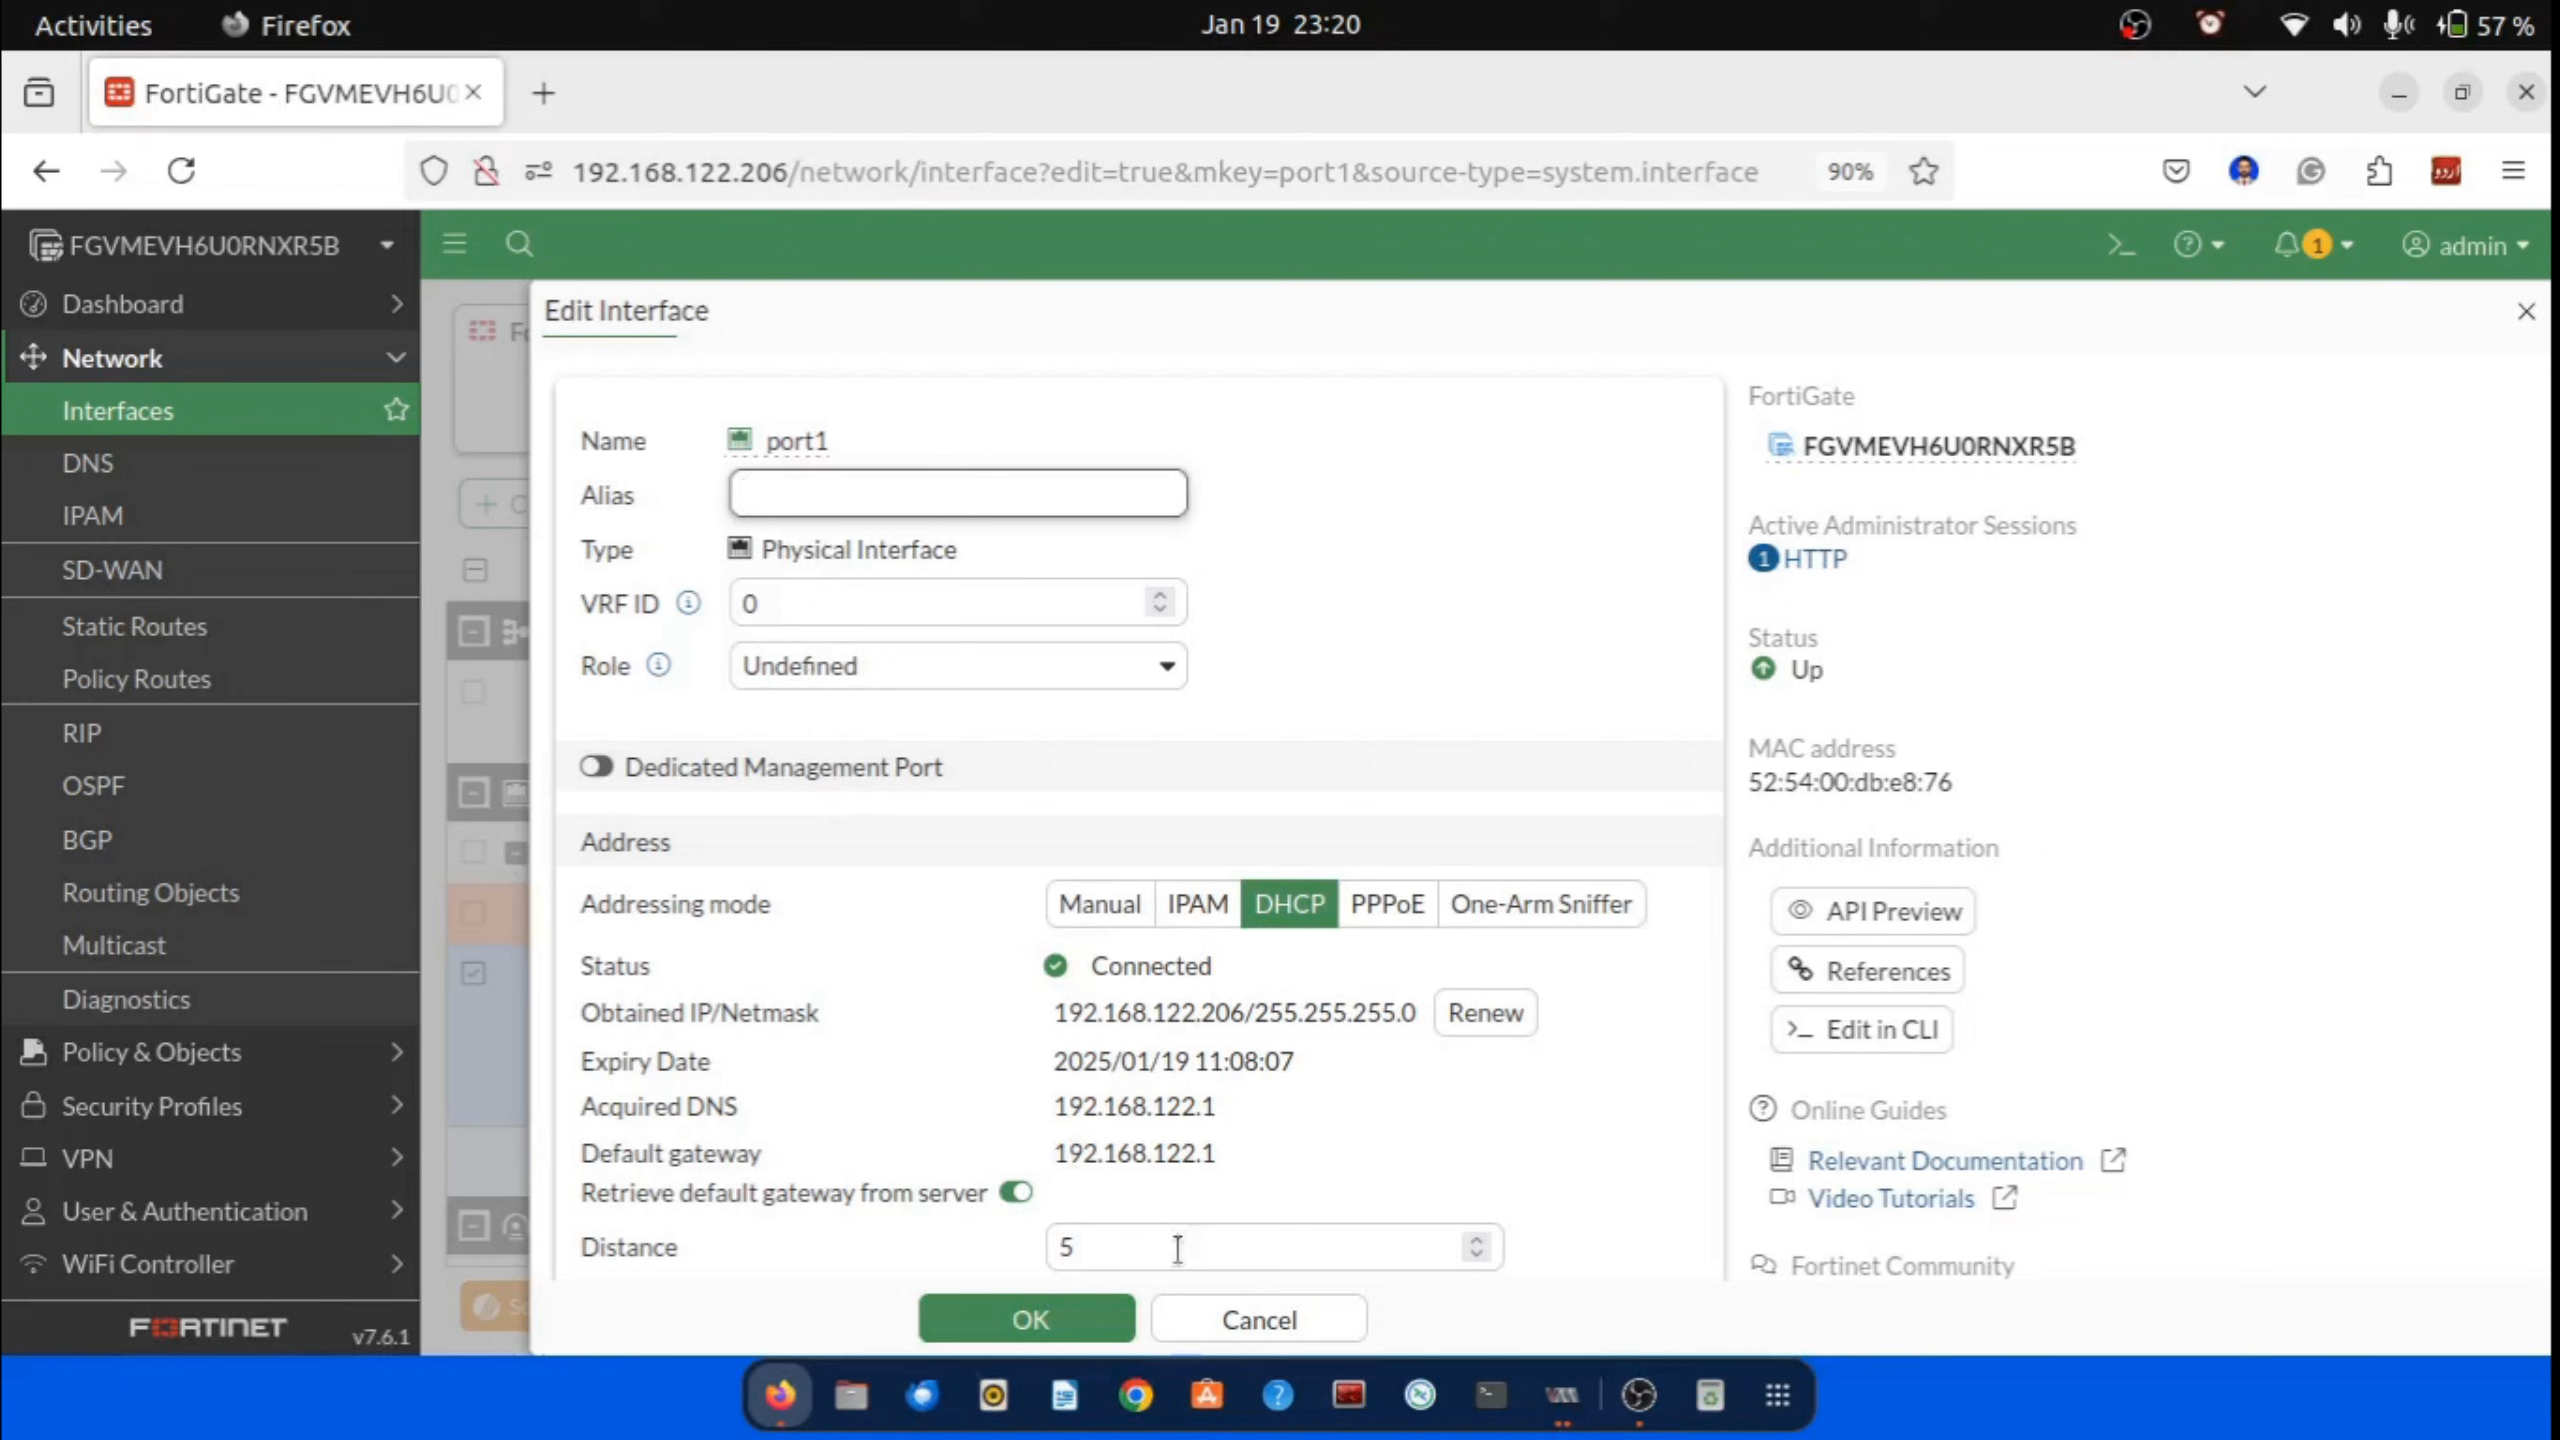 Activities Firefox Jan 19 23:20 57 %
FortiGate - FGVMEVH6U0
192.168.122.206/network/interface?edit=true&mkey=port1&source-type=system.interface 90%
FGVMEVH6U0RNXR5B 1 admin
Dashboard
Network
Interfaces
DNS
IPAM
SD-WAN
Static Routes
Policy Routes
RIP
OSPF
BGP
Routing Objects
Multicast
Diagnostics
Policy & Objects
Security Profiles
VPN
User & Authentication
WiFi Controller
FORTINET v7.6.1
Edit Interface
Name port1
Alias
Type Physical Interface
VRF ID 0
Role Undefined
Dedicated Management Port
Address
Addressing mode Manual IPAM DHCP PPPoE One-Arm Sniffer
Status Connected
Obtained IP/Netmask 192.168.122.206/255.255.255.0 Renew
Expiry Date 2025/01/19 11:08:07
Acquired DNS 192.168.122.1
Default gateway 192.168.122.1
Retrieve default gateway from server
Distance 5
OK Cancel
FortiGate
FGVMEVH6U0RNXR5B
Active Administrator Sessions
1 HTTP
Status
Up
MAC address
52:54:00:db:e8:76
Additional Information
API Preview
References
>_ Edit in CLI
Online Guides
Relevant Documentation
Video Tutorials
Fortinet Community